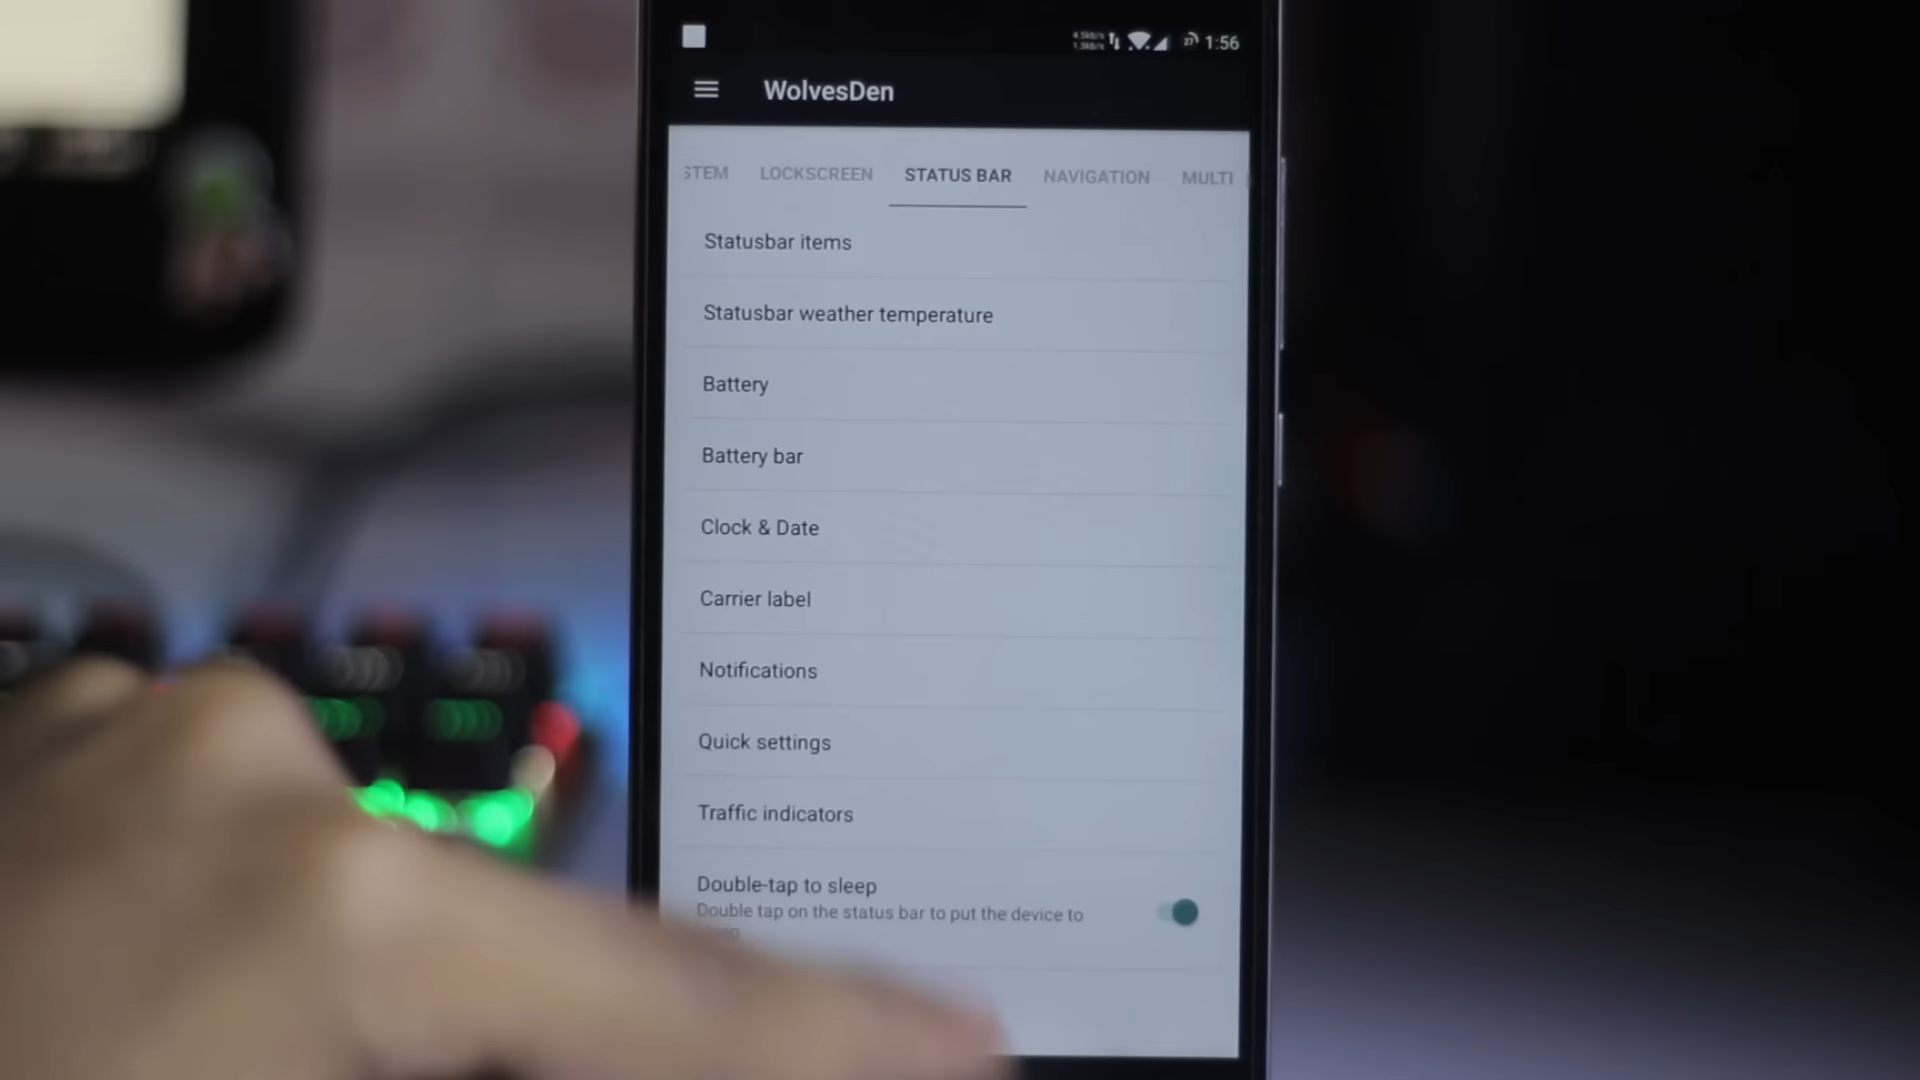 27 1:56
WolvesDen
STEM LOCKSCREEN STATUS BAR NAVIGATION MULTI
Statusbar items
Statusbar weather temperature
Battery
Battery bar
Clock & Date
Carrier label
Notifications
Quick settings
Traffic indicators
Double-tap to sleep
Double tap on the status bar to put the device to